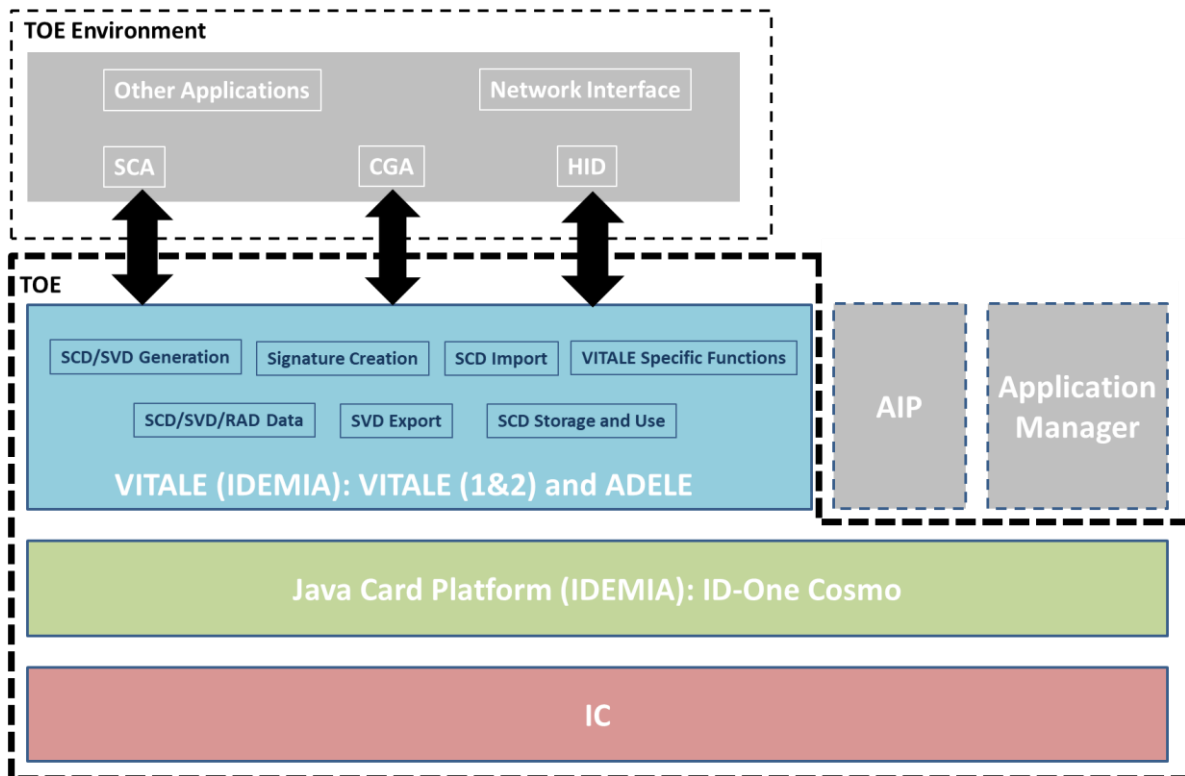 TOE Environment
Other Applications
Network Interface
SCA
CGA
HID
TOE
SCD/SVD Generation
Signature Creation
SCD Import
VITALE Specific Functions
SCD/SVD/RAD Data
SVD Export
SCD Storage and Use
VITALE (IDEMIA): VITALE (1&2) and ADELE
AIP
Application
Manager
Java Card Platform (IDEMIA): ID-One Cosmo
IC